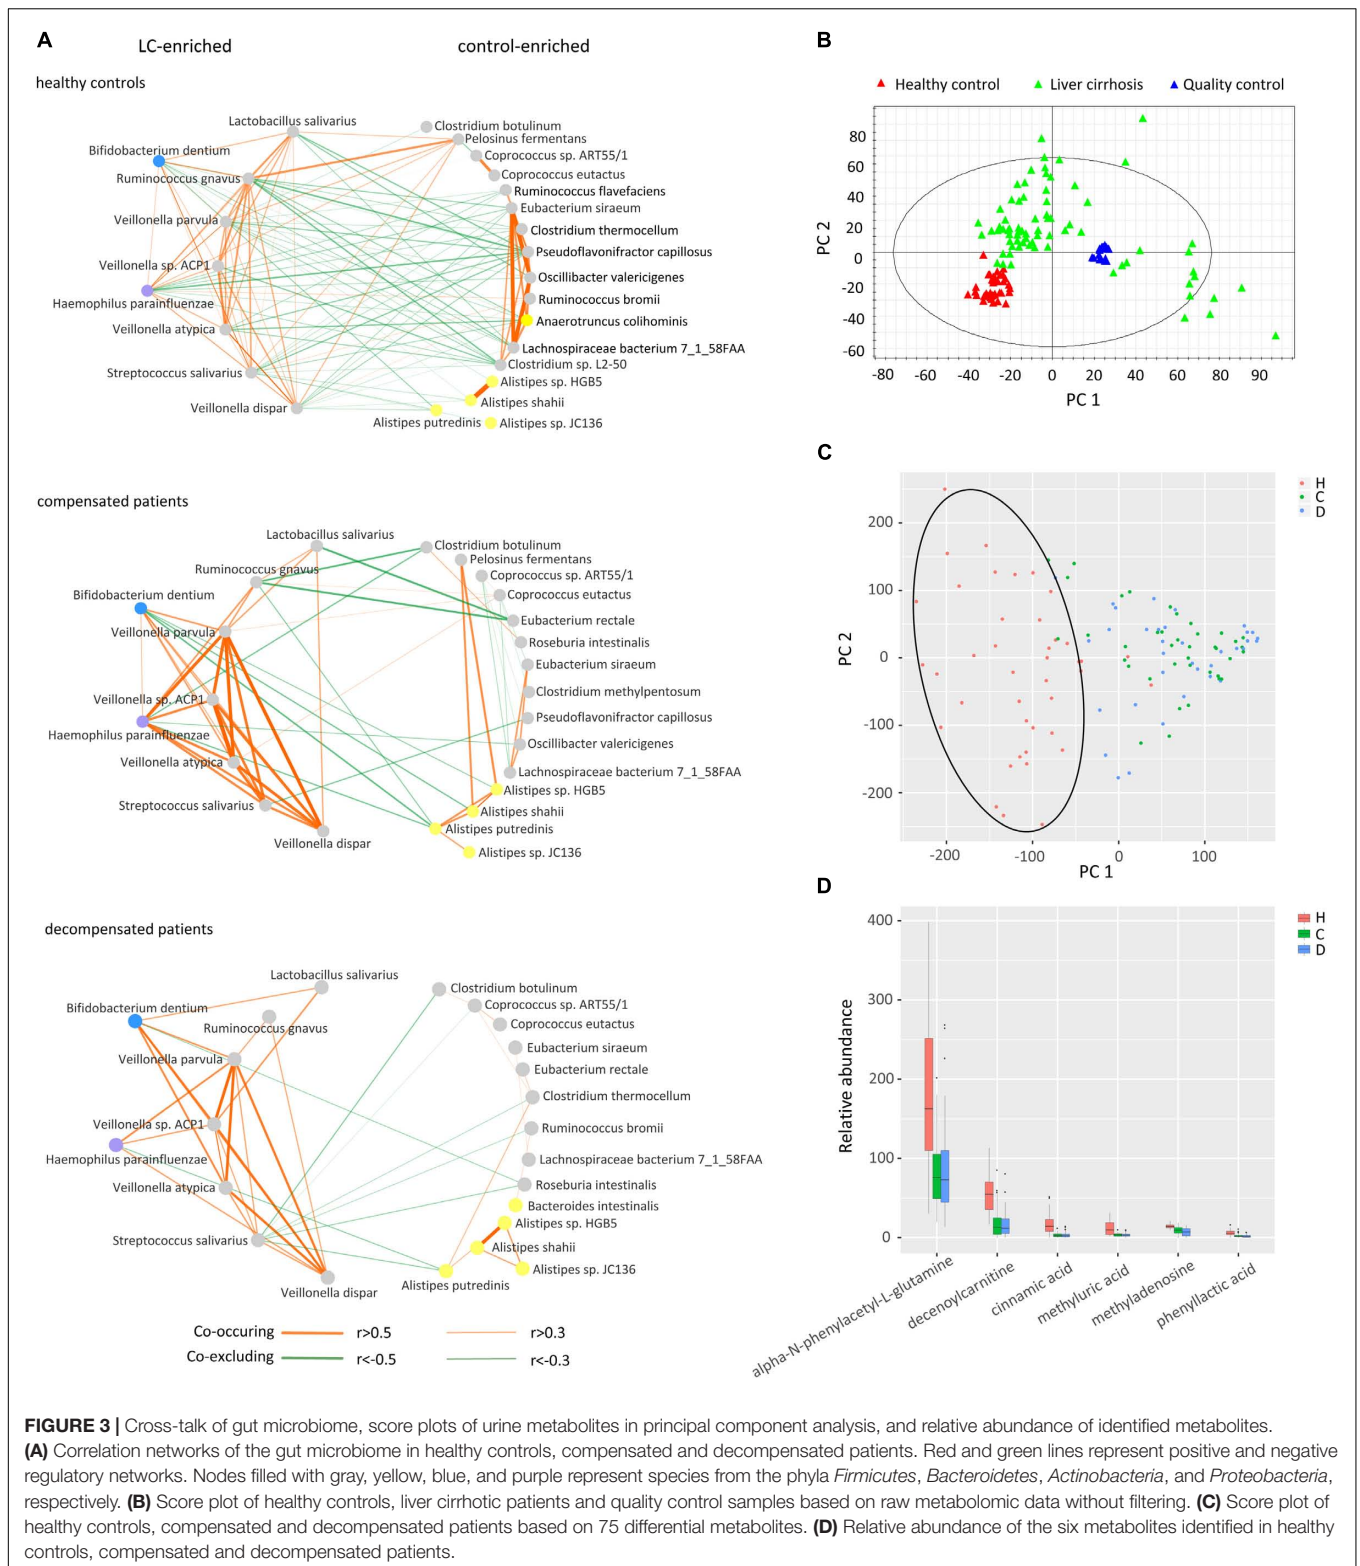 A
LC-enriched
control-enriched
healthy controls
Lactobacillus salivarius
Bifidobacterium dentium
Ruminococcus gnavus
Veillonella parvula
Veillonella sp. ACP1
Haemophilus parainfluenzae
Veillonella atypica
Streptococcus salivarius
Veillonella dispar
Clostridium botulinum
Pelosinus fermentans
Coprococcus sp. ART55/1
Coprococcus eutactus
Ruminococcus flavefaciens
Eubacterium siraeum
Clostridium thermocellum
Pseudoflavonifractor capillosus
Oscillibacter valericigenes
Ruminococcus bromii
Anaerotruncus colihominis
Lachnospiraceae bacterium 7_1_58FAA
Clostridium sp. L2-50
Alistipes sp. HGB5
Alistipes shahii
Alistipes putredinis
Alistipes sp. JC136
compensated patients
Lactobacillus salivarius
Ruminococcus gnavus
Bifidobacterium dentium
Veillonella parvula
Veillonella sp. ACP1
Haemophilus parainfluenzae
Veillonella atypica
Streptococcus salivarius
Veillonella dispar
Clostridium botulinum
Pelosinus fermentans
Coprococcus sp. ART55/1
Coprococcus eutactus
Eubacterium rectale
Roseburia intestinalis
Eubacterium siraeum
Clostridium methylpentosum
Pseudoflavonifractor capillosus
Oscillibacter valericigenes
Lachnospiraceae bacterium 7_1_58FAA
Alistipes sp. HGB5
Alistipes shahii
Alistipes putredinis
Alistipes sp. JC136
decompensated patients
Lactobacillus salivarius
Bifidobacterium dentium
Ruminococcus gnavus
Veillonella parvula
Veillonella sp. ACP1
Haemophilus parainfluenzae
Veillonella atypica
Streptococcus salivarius
Veillonella dispar
Clostridium botulinum
Coprococcus sp. ART55/1
Coprococcus eutactus
Eubacterium siraeum
Eubacterium rectale
Clostridium thermocellum
Ruminococcus bromii
Lachnospiraceae bacterium 7_1_58FAA
Roseburia intestinalis
Bacteroides intestinalis
Alistipes sp. HGB5
Alistipes shahii
Alistipes sp. JC136
Alistipes putredinis
Co-occuring r>0.5 r>0.3
Co-excluding r<-0.5 r<-0.3
B
Healthy control Liver cirrhosis Quality control
PC 2
80
60
40
20
0
-20
-40
-60
-80 -60 -40 -20 0 20 40 60 80 90
PC 1
C
H
C
D
PC 2
200
100
0
-100
-200
-200 -100 0 100
PC 1
D
H
C
D
Relative abundance
400
300
200
100
0
alpha-N-phenylacetyl-L-glutamine
decenoylcarnitine
cinnamic acid
methyluric acid
methyladenosine
phenyllactic acid
FIGURE 3 | Cross-talk of gut microbiome, score plots of urine metabolites in principal component analysis, and relative abundance of identified metabolites.
(A) Correlation networks of the gut microbiome in healthy controls, compensated and decompensated patients. Red and green lines represent positive and negative
regulatory networks. Nodes filled with gray, yellow, blue, and purple represent species from the phyla Firmicutes, Bacteroidetes, Actinobacteria, and Proteobacteria,
respectively. (B) Score plot of healthy controls, liver cirrhotic patients and quality control samples based on raw metabolomic data without filtering. (C) Score plot of
healthy controls, compensated and decompensated patients based on 75 differential metabolites. (D) Relative abundance of the six metabolites identified in healthy
controls, compensated and decompensated patients.